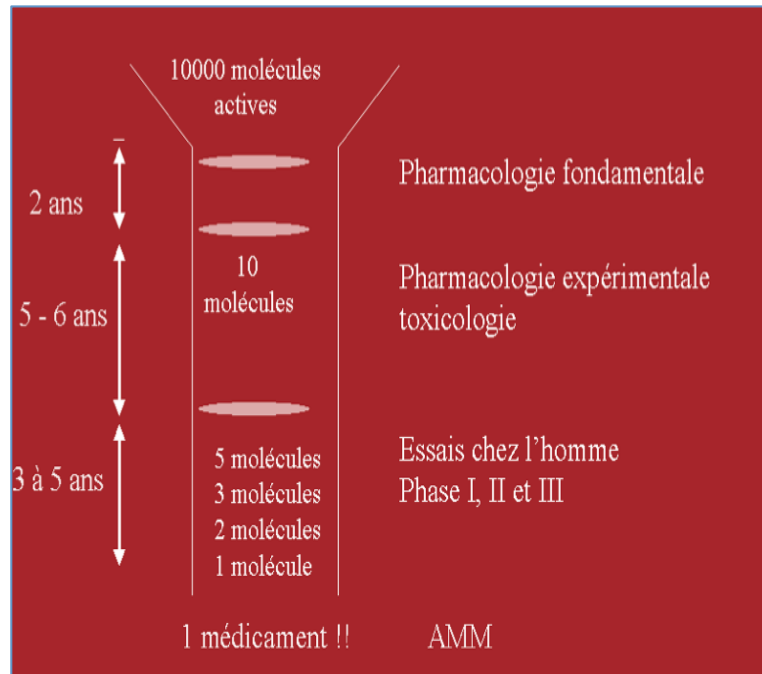 10000 molécules
actives
Pharmacologie fondamentale
2 ans
10
molécules
Pharmacologie expérimentale
toxicologie
5 - 6 ans
Essais chez l'homme
Phase I, II et III
3 à 5 ans
5 molécules
3 molécules
2 molécules
1 molécule
1 médicament !!
AMM